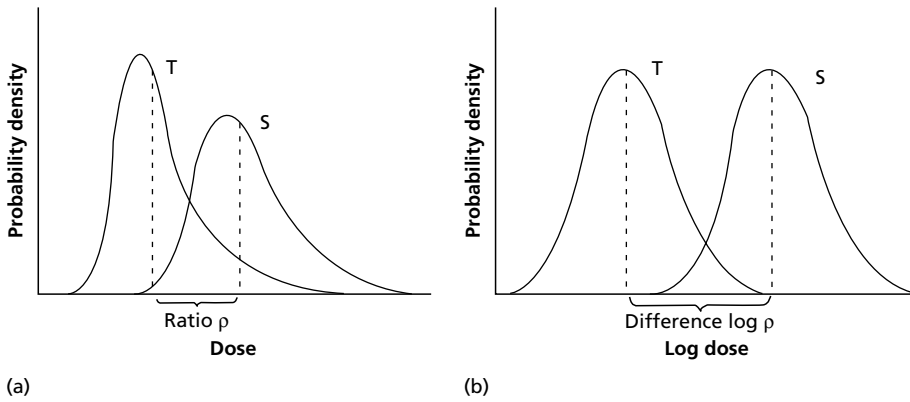 Probability density
T
S
Ratio ρ
Dose
(a)
Probability density
T
S
Difference log ρ
Log dose
(b)